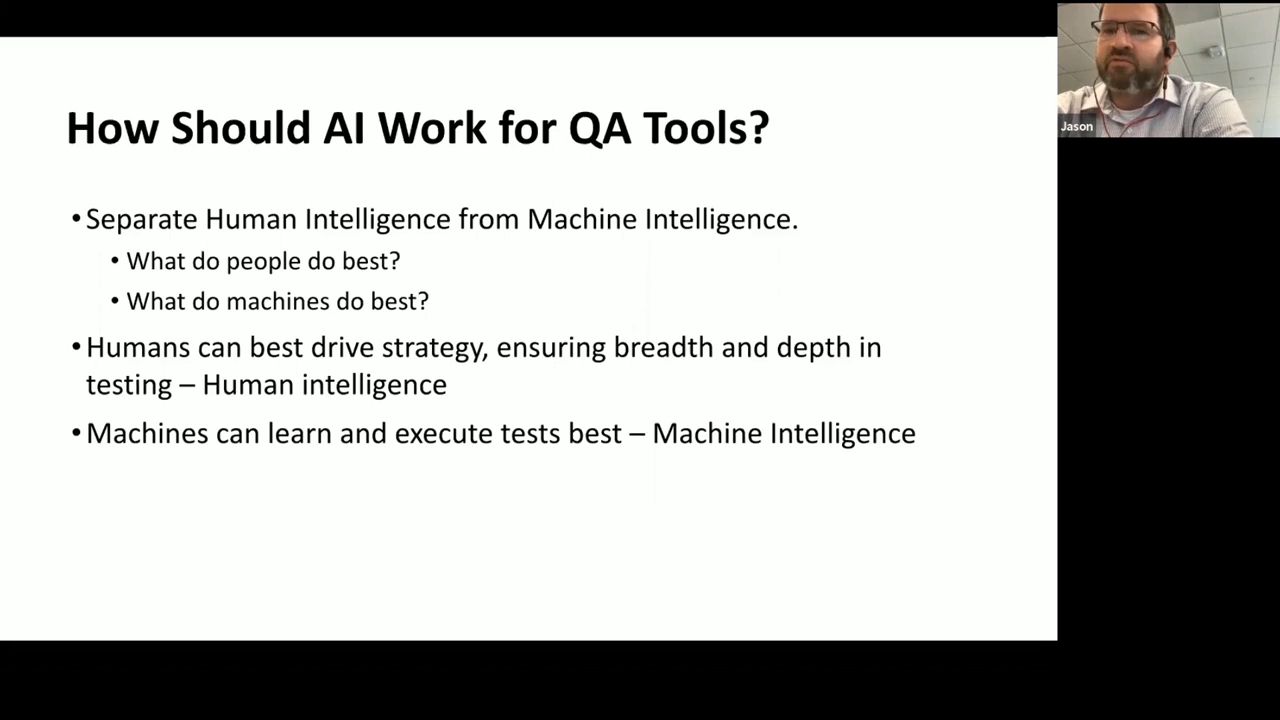 How Should AI Work for QA Tools?
• Separate Human Intelligence from Machine Intelligence.
• What do people do best?
• What do machines do best?
• Humans can best drive strategy, ensuring breadth and depth in
testing – Human intelligence
• Machines can learn and execute tests best – Machine Intelligence
Jason